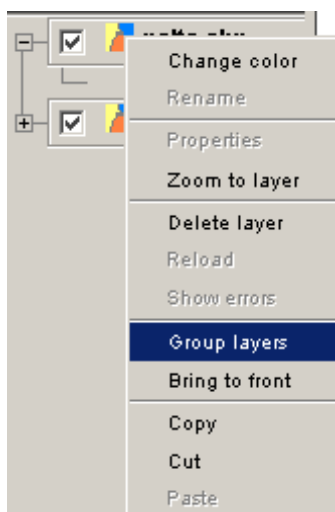 Change color
Rename
Properties
Zoom to layer
Delete layer
Reload
Show errors
Group layers
Bring to front
Copy
Cut
Paste